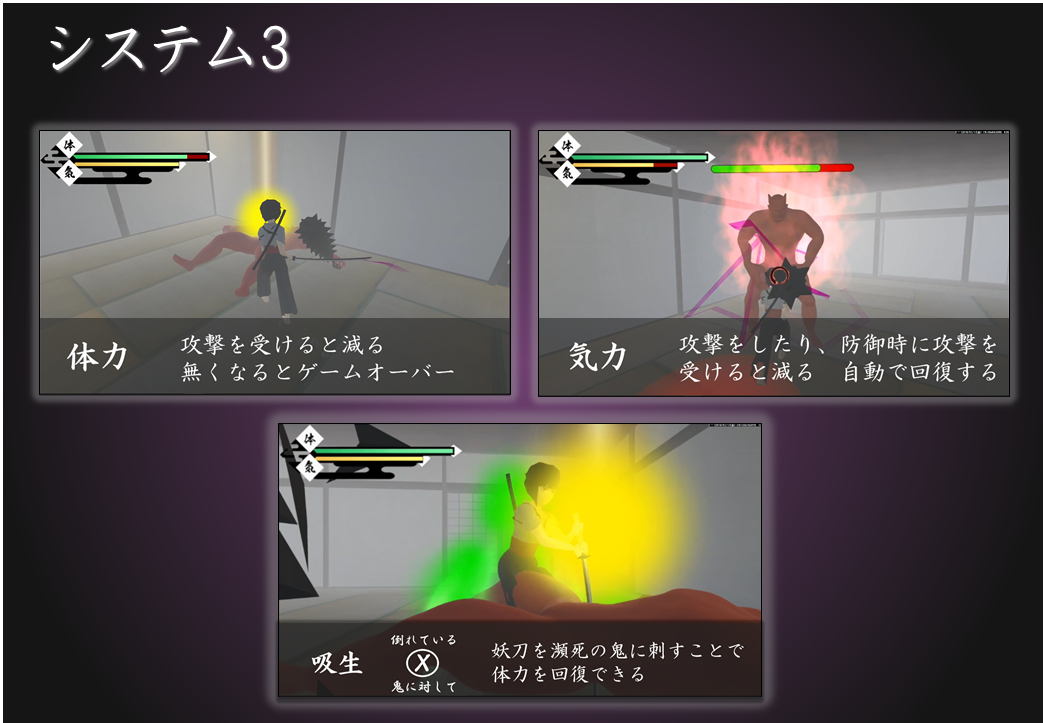 システム3
体
気
体力
攻撃を受けると減る
無くなるとゲームオーバー
体
気
気力
攻撃をしたり、防御時に攻撃を
受けると減る　自動で回復する
体
気
吸生
倒れている
X
鬼に対して
妖刀を瀕死の鬼に刺すことで
体力を回復できる